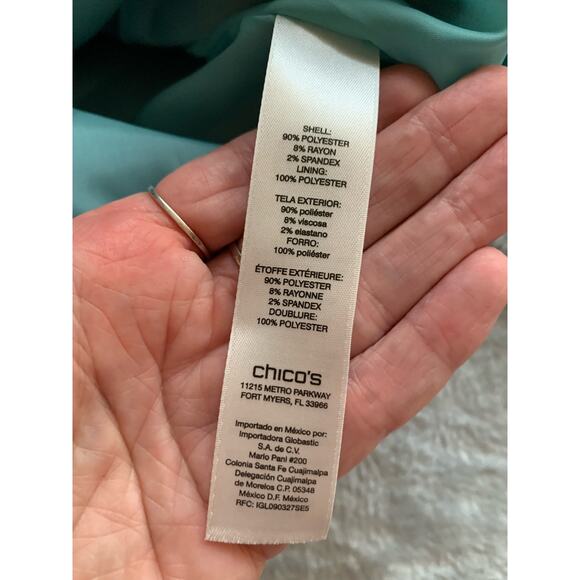 SHELL:
90% POLYESTER
8% RAYON
2% SPANDEX
LINING:
100% POLYESTER
TELA EXTERIOR:
90% poliéster
8% viscosa
2% elastano
FORRO:
100% poliéster
ÉTOFFE EXTÉRIEURE:
90% POLYESTER
8% RAYONNE
2% SPANDEX
DOUBLURE:
100% POLYESTER
chico's
11215 METRO PARKWAY
FORT MYERS, FL 33966
Importado en México por:
Importadora Globastic
S.A. de C.V.
Mario Pani #200
Colonia Santa Fe Cuajimalpa
Delegación Cuajimalpa
de Morelos C.P. 05348
México D.F. México
RFC: IGL090327SE5